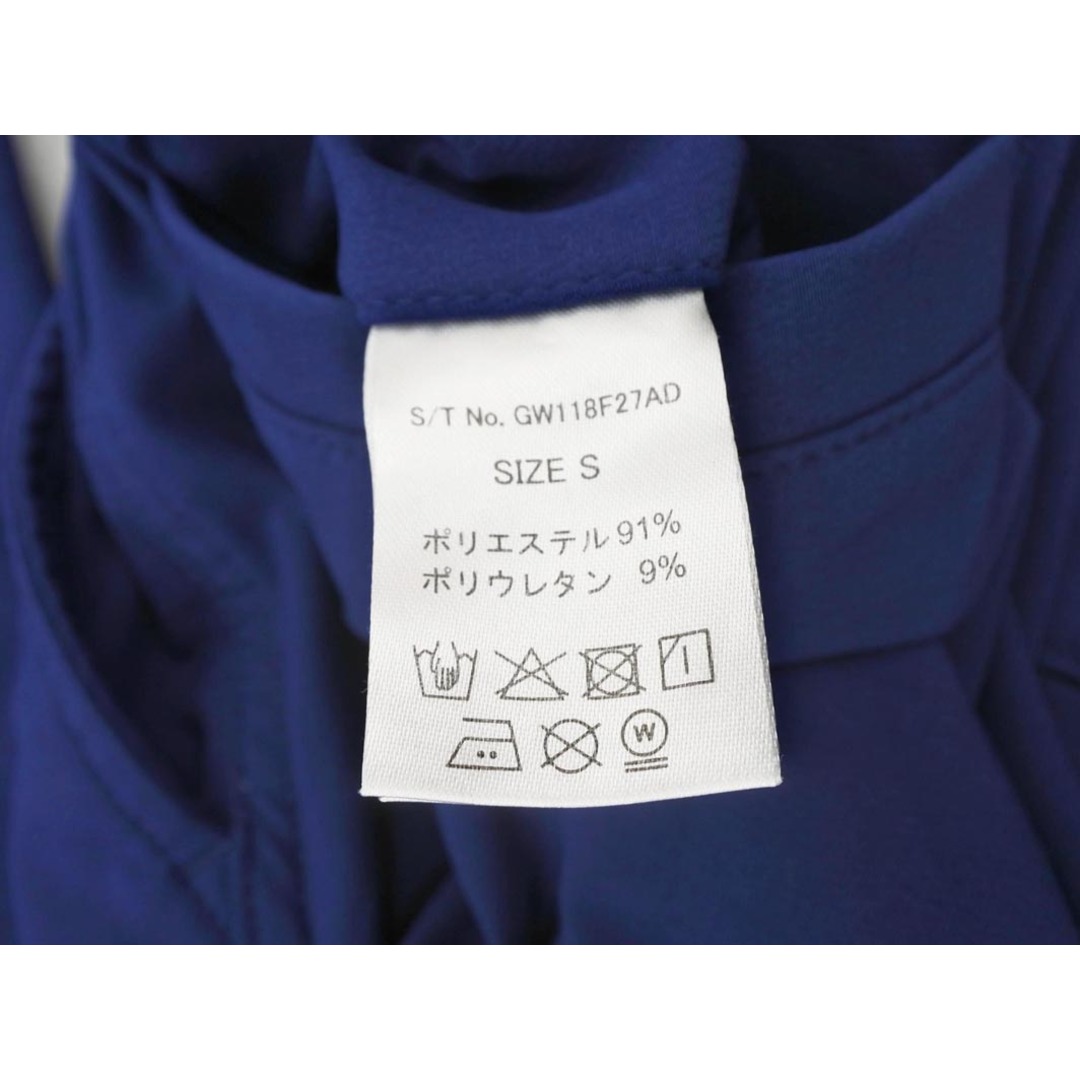 S/T No. GW118F27AD
SIZE S
ポリエステル 91%
ポリウレタン 9%
W